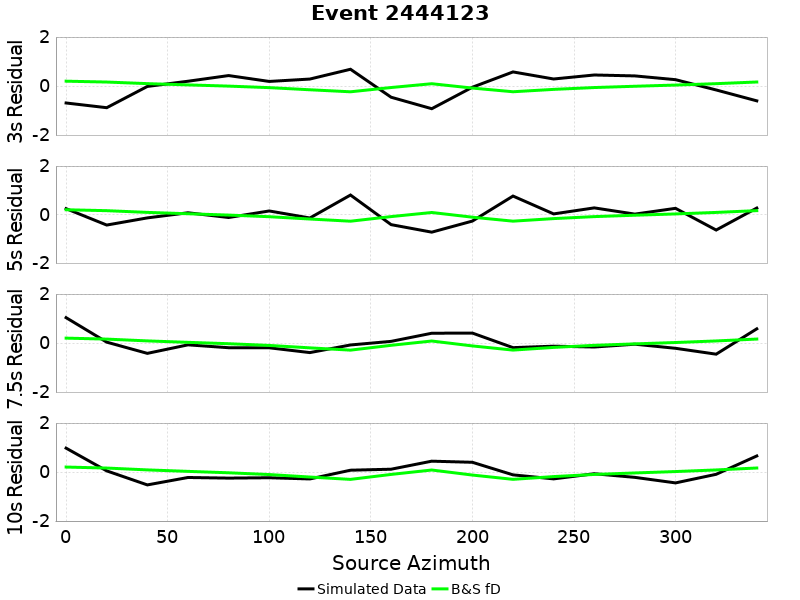 Event 2444123
3s Residual
2
0
-2
5s Residual
2
0
-2
7.5s Residual
2
0
-2
10s Residual
2
0
-2
0 50 100 150 200 250 300
Source Azimuth
Simulated Data B&S fD